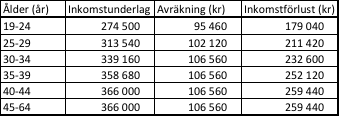 Ålder (år) Inkomstunderlag Avräkning (kr) Inkomstförlust (kr)
19-24 274 500 95 460 179 040
25-29 313 540 102 120 211 420
30-34 339 160 106 560 232 600
35-39 358 680 106 560 252 120
40-44 366 000 106 560 259 440
45-64 366 000 106 560 259 440